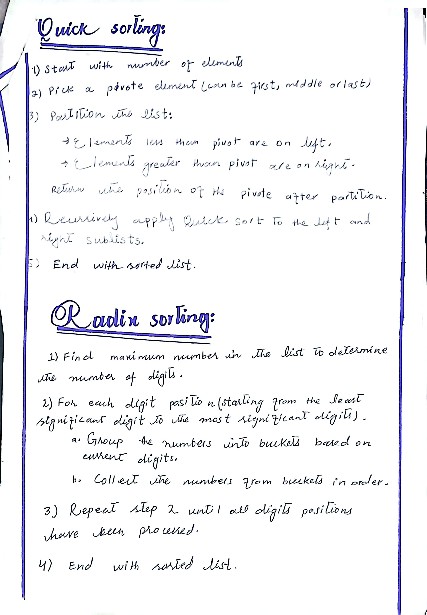 Quick sorting:
1) Start with number of elements
2) Pick a pivote element (can be first, middle or last)
3) Partition the list:
→ Elements less than pivot are on left.
→ Elements greater than pivot are on right.
Return the position of the pivote after partition.
4) Recursively apply Quick sort to the left and
right sublists.
5) End with sorted list.
Radix sorting:
1) Find maximum number in the list to determine
the number of digits.
2) For each digit position (starting from the least
significant digit to the most significant digits).
a. Group the numbers into buckets based on
current digits.
b. Collect the numbers from buckets in order.
3) Repeat step 2 until all digits positions
have been processed.
4) End with sorted list.